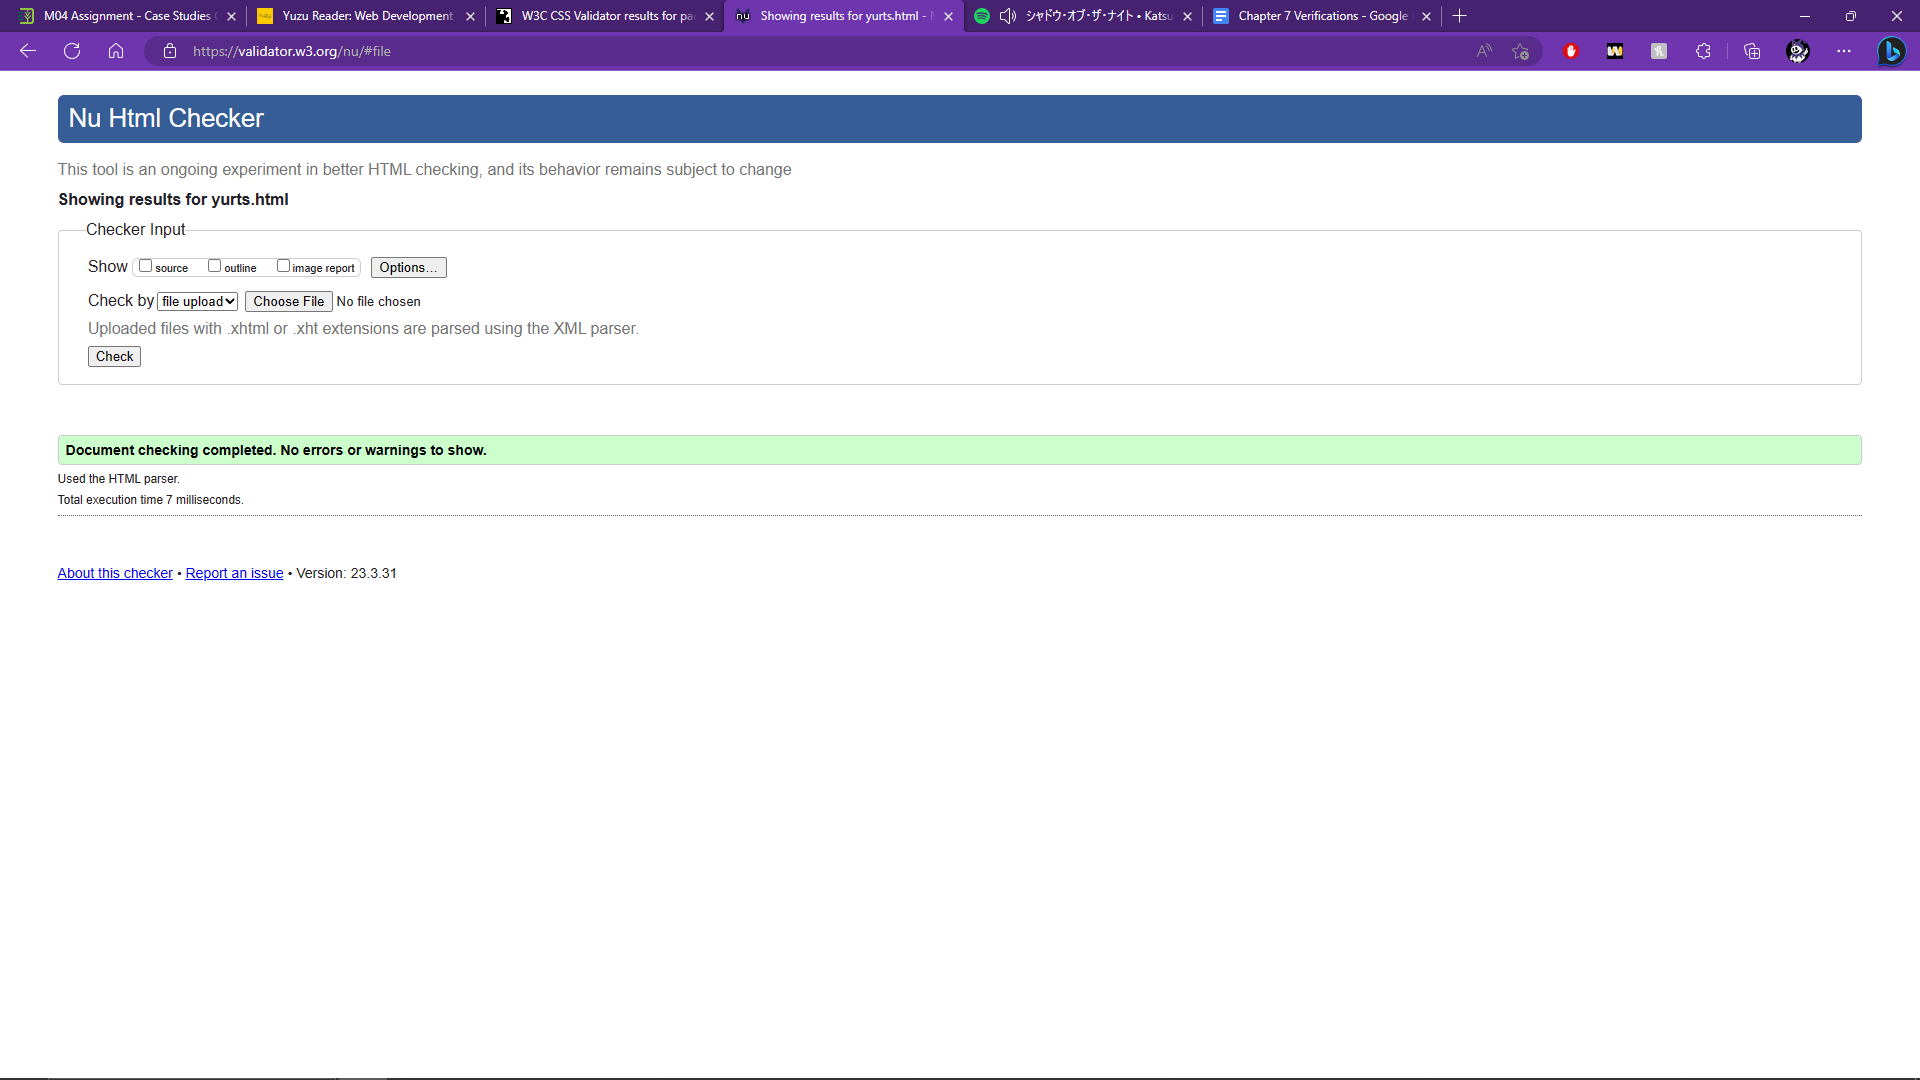 M04 Assignment - Case Studies
Yuzu Reader: Web Development
W3C CSS Validator results for pa
Showing results for yurts.html -
シャドウ・オブ・ザ・ナイト • Katsu
Chapter 7 Verifications - Google
https://validator.w3.org/nu/#file
Nu Html Checker
This tool is an ongoing experiment in better HTML checking, and its behavior remains subject to change
Showing results for yurts.html
Checker Input
Show source outline image report Options...
Check by file upload Choose File No file chosen
Uploaded files with .xhtml or .xht extensions are parsed using the XML parser.
Check
Document checking completed. No errors or warnings to show.
Used the HTML parser.
Total execution time 7 milliseconds.
About this checker • Report an issue • Version: 23.3.31